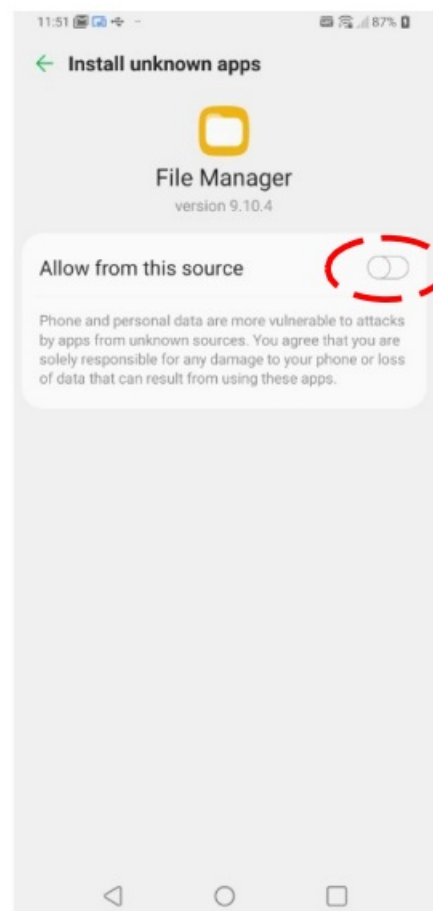 11:51 87%
Install unknown apps
File Manager
version 9.10.4
Allow from this source
Phone and personal data are more vulnerable to attacks
by apps from unknown sources. You agree that you are
solely responsible for any damage to your phone or loss
of data that can result from using these apps.